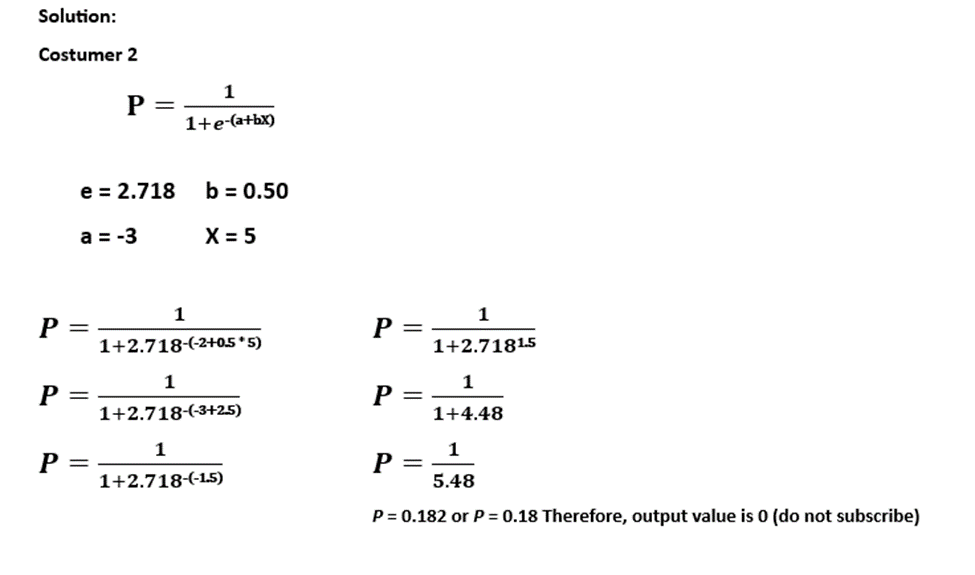 Solution:
Costumer 2
P = 1 / 1+e^-(a+bX)
e = 2.718 b = 0.50
a = -3 X = 5
P = 1 / 1+2.718^-(-2+0.5 * 5)
P = 1 / 1+2.718^-(-3+2.5)
P = 1 / 1+2.718^-(-1.5)
P = 1 / 1+2.718^1.5
P = 1 / 1+4.48
P = 1 / 5.48
P = 0.182 or P = 0.18 Therefore, output value is 0 (do not subscribe)